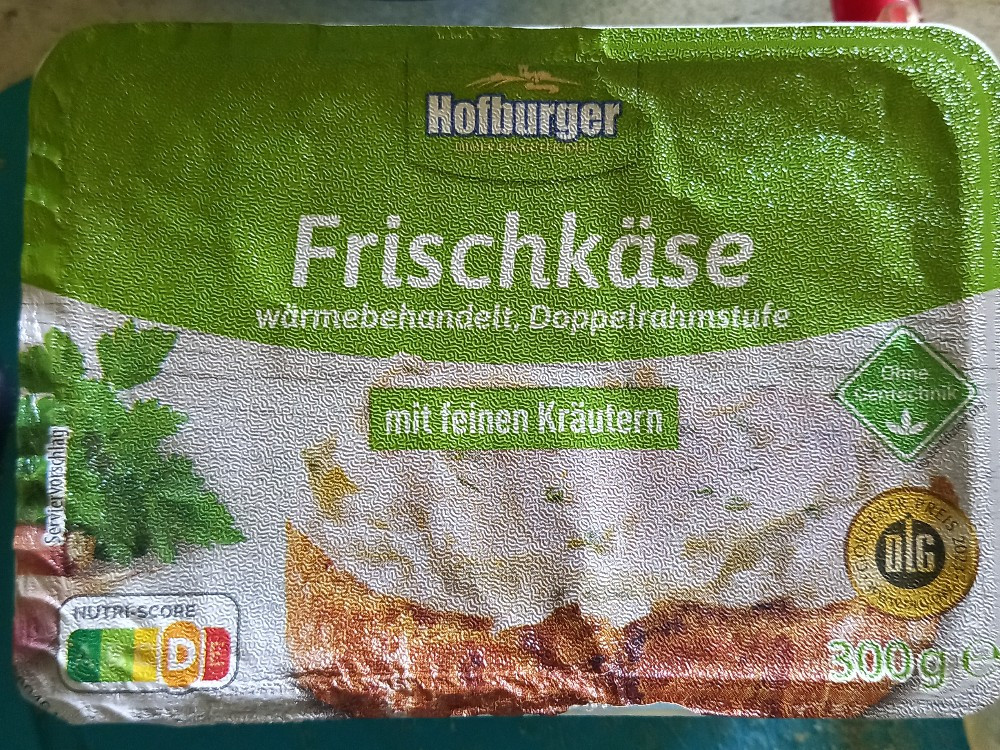 Hofburger
Frischkäse
wärmebehandelt, Doppelrahmstufe
Ohne
Gentechnik
mit feinen Kräutern
Serviervorschlag
DLG
NUTRI-SCORE
D E
300g